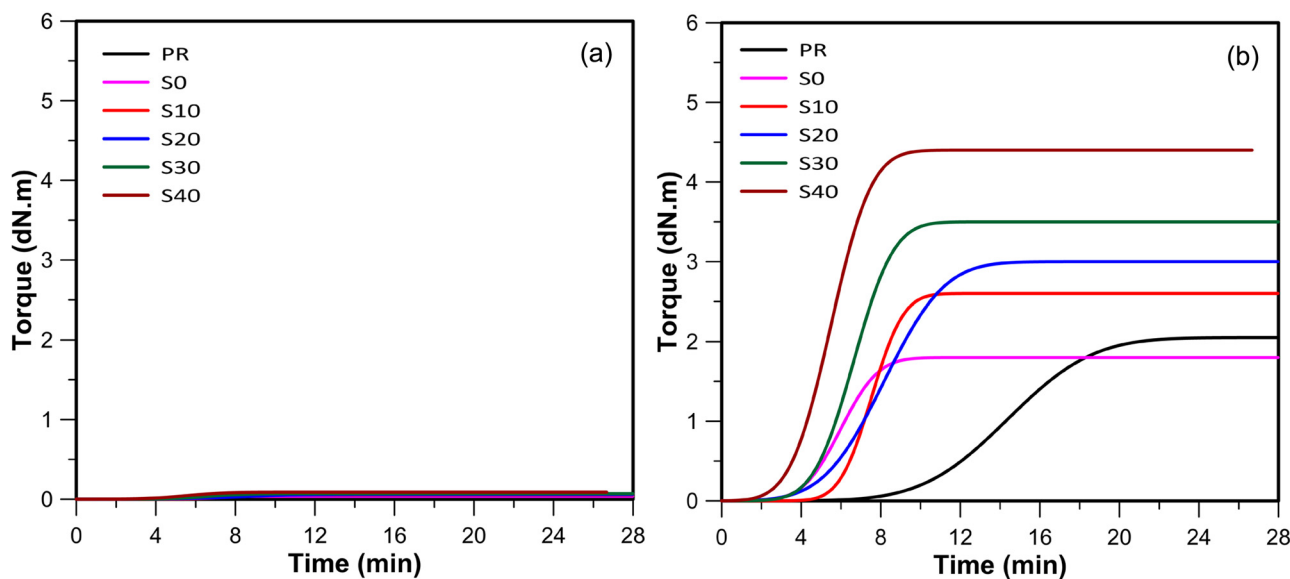 (a)
PR
S0
S10
S20
S30
S40
Torque (dN.m)
6
5
4
3
2
1
0
0 4 8 12 16 20 24 28
Time (min)
(b)
PR
S0
S10
S20
S30
S40
Torque (dN.m)
6
5
4
3
2
1
0
0 4 8 12 16 20 24 28
Time (min)